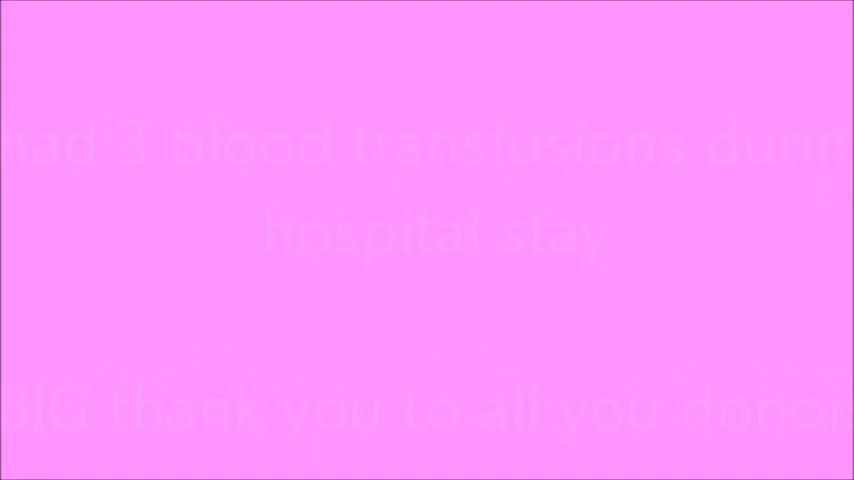 had 3 blood transfusions durin
hospital stay
BIG thank you to all you donor